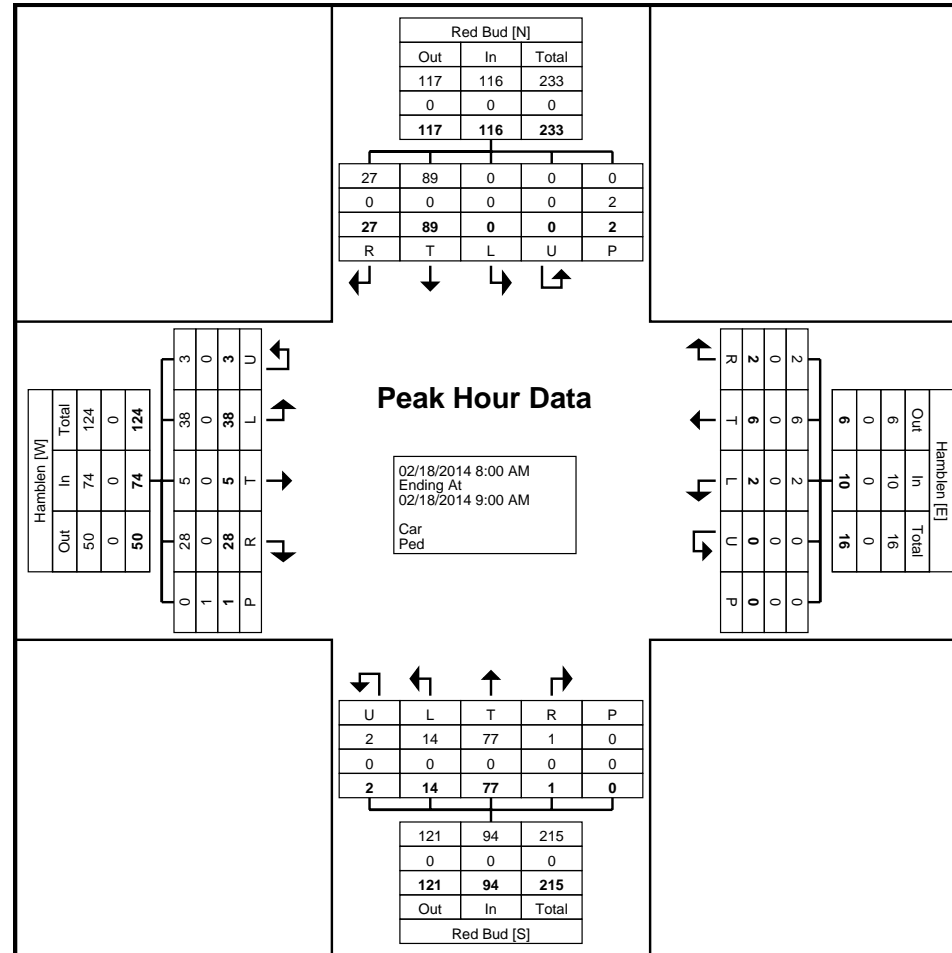 Red Bud [N]
Out In Total
117 116 233
0 0 0
117 116 233
27 89 0 0 0
0 0 0 0 2
27 89 0 0 2
R T L U P
Hamblen [W]
Total In Out
124 74 50
0 0 0
124 74 50
3 38 5 28 0
0 0 0 0 1
3 38 5 28 1
U L T R P
Peak Hour Data
02/18/2014 8:00 AM
Ending At
02/18/2014 9:00 AM
Car
Ped
Hamblen [E]
Out In Total
6 10 16
0 0 0
6 10 16
2 6 2 0 0
0 0 0 0 0
2 6 2 0 0
R T L U P
U L T R P
2 14 77 1 0
0 0 0 0 0
2 14 77 1 0
121 94 215
0 0 0
121 94 215
Out In Total
Red Bud [S]